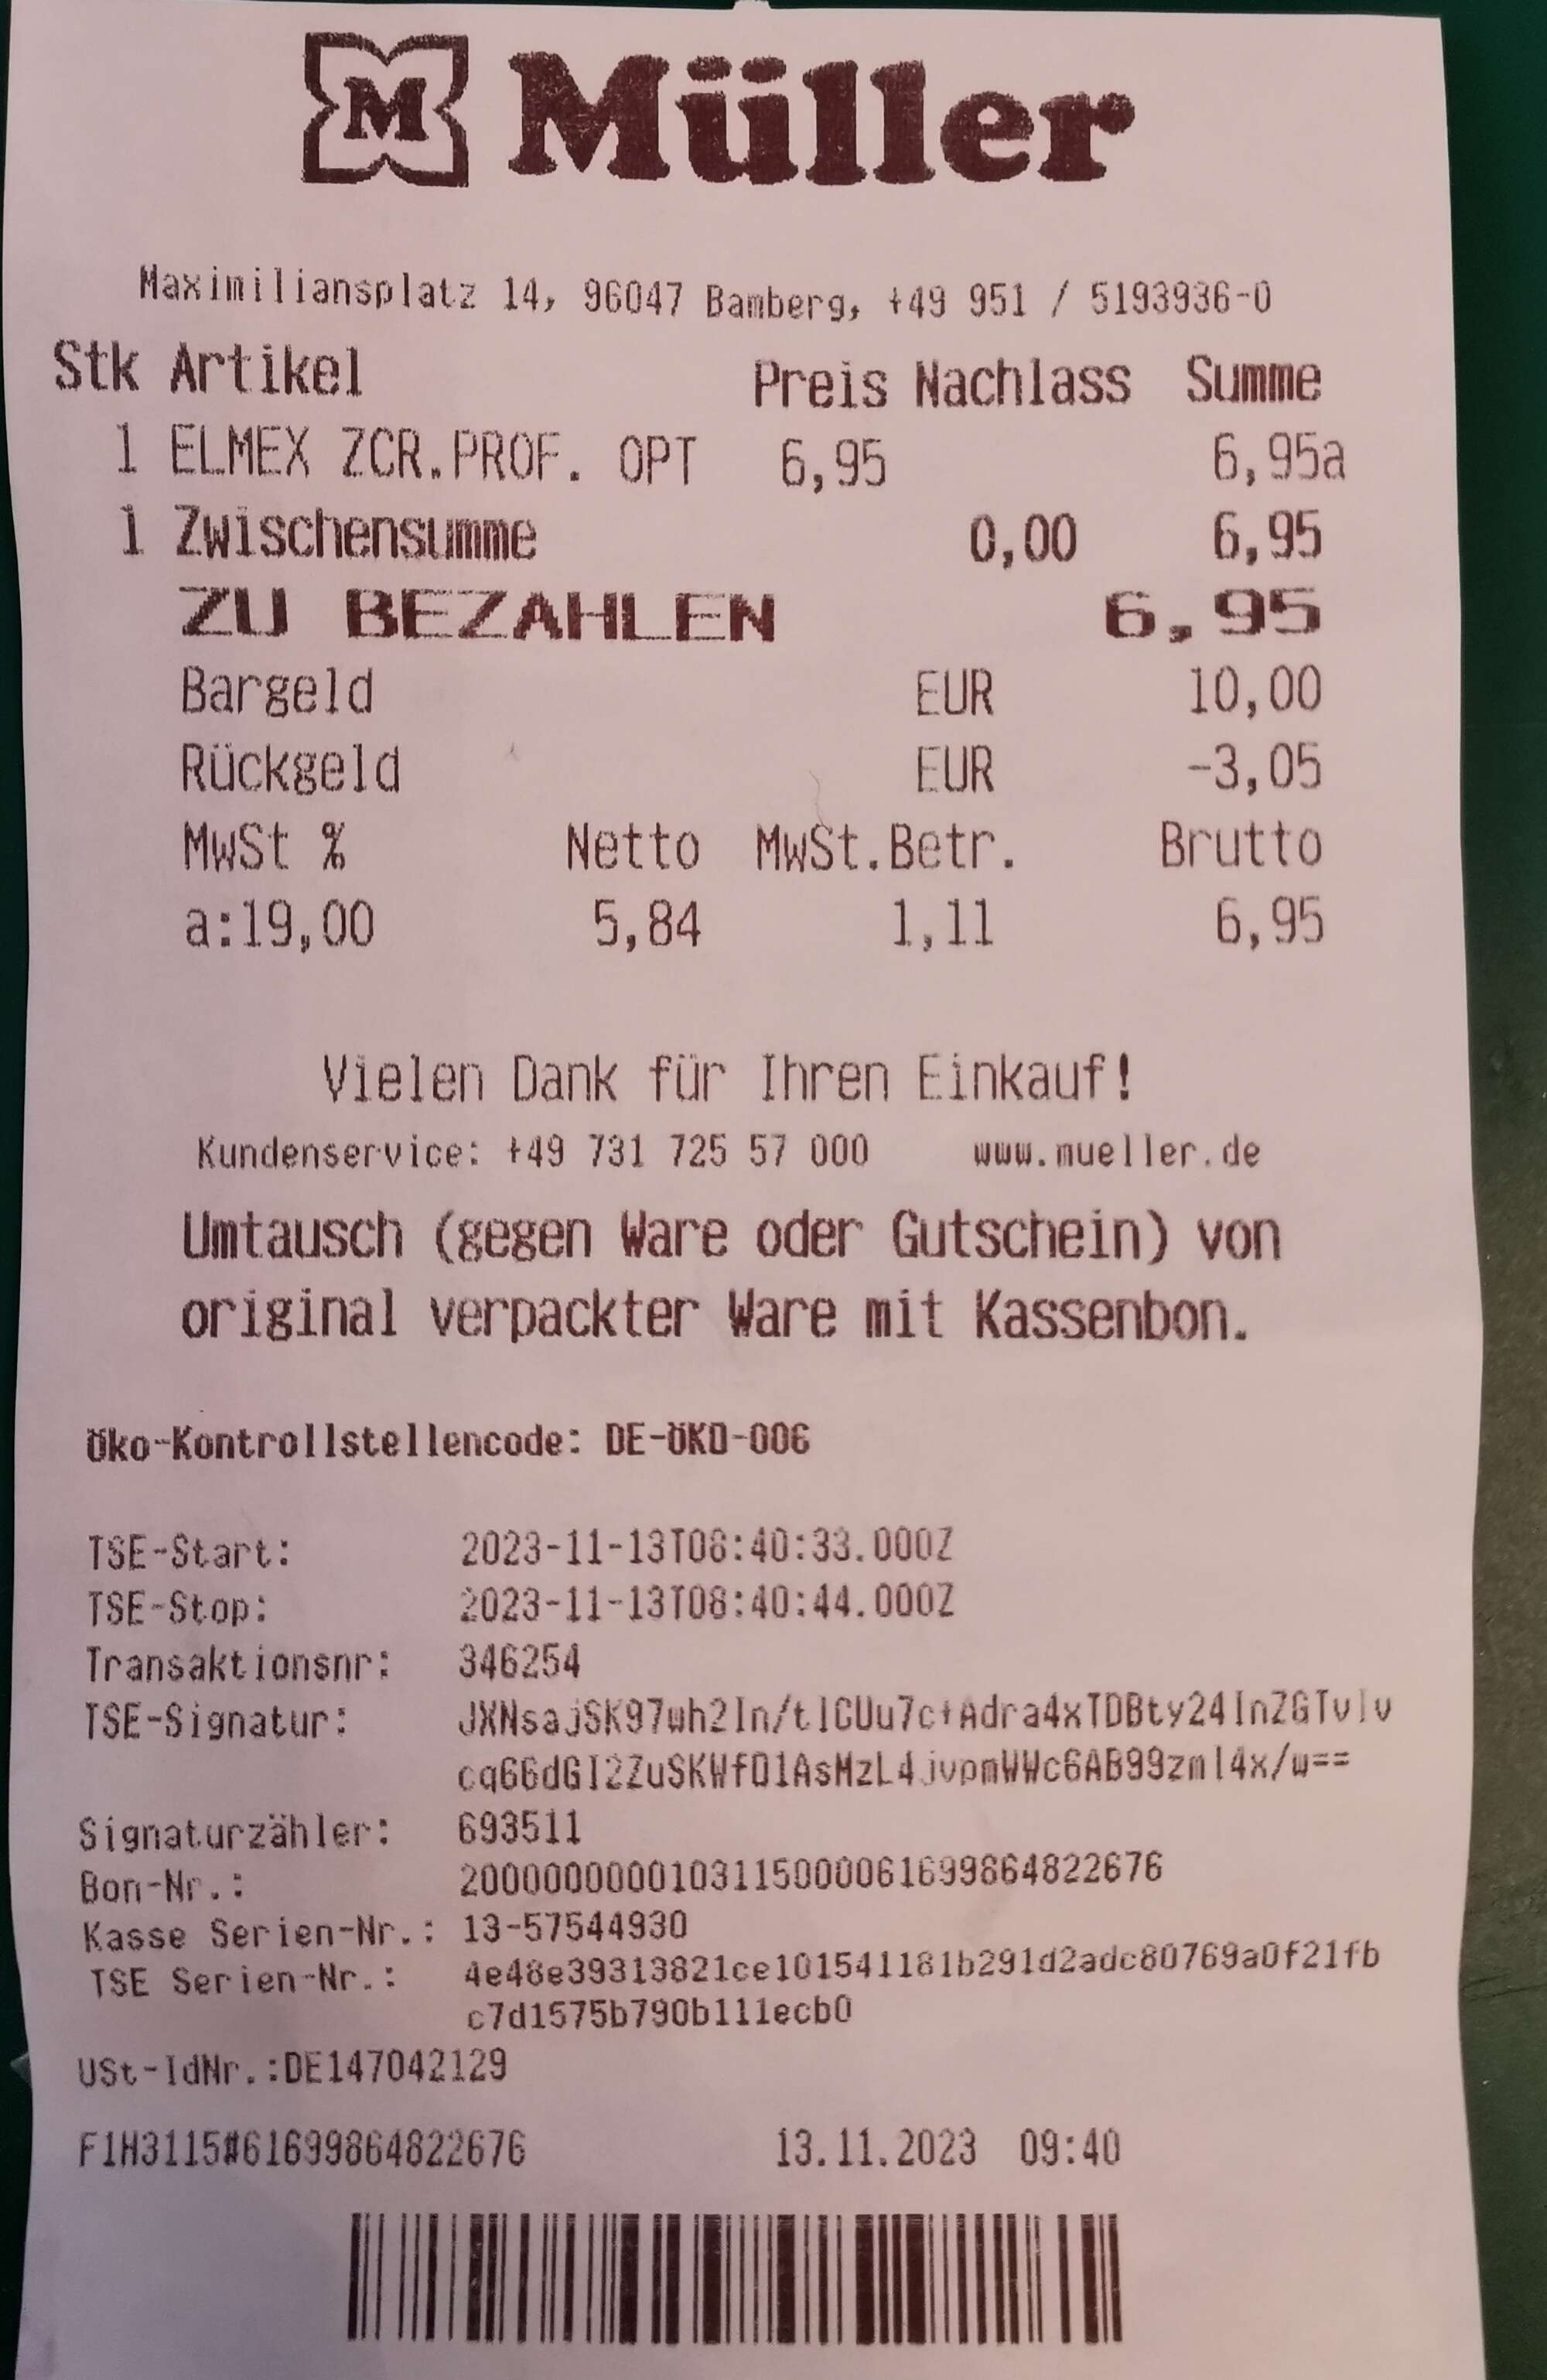 M Müller
Maximiliansplatz 14, 96047 Bamberg, +49 951 / 5193936-0
Stk Artikel Preis Nachlass Summe
1 ELMEX ZCR.PROF. OPT 6,95 6,95a
1 Zwischensumme 0,00 6,95
ZU BEZAHLEN 6,95
Bargeld EUR 10,00
Rückgeld EUR -3,05
MwSt % Netto MwSt.Betr. Brutto
a:19,00 5,84 1,11 6,95
Vielen Dank für Ihren Einkauf!
Kundenservice: +49 731 725 57 000 www.mueller.de
Umtausch (gegen Ware oder Gutschein) von
original verpackter Ware mit Kassenbon.
Öko-Kontrollstellencode: DE-ÖKO-006
TSE-Start: 2023-11-13T08:40:33.000Z
TSE-Stop: 2023-11-13T08:40:44.000Z
Transaktionsnr: 346254
TSE-Signatur:
Signaturzähler: 693511
Bon-Nr.: 20000000000103115000061699864822676
Kasse Serien-Nr.: 13-57544930
TSE Serien-Nr.: 4e48e39313821ce101541181b291d2adc80769a0f21fb
c7d1575b790b111ecb0
USt-IdNr.:DE147042129
F1H3115#61699864822676 13.11.2023 09:40